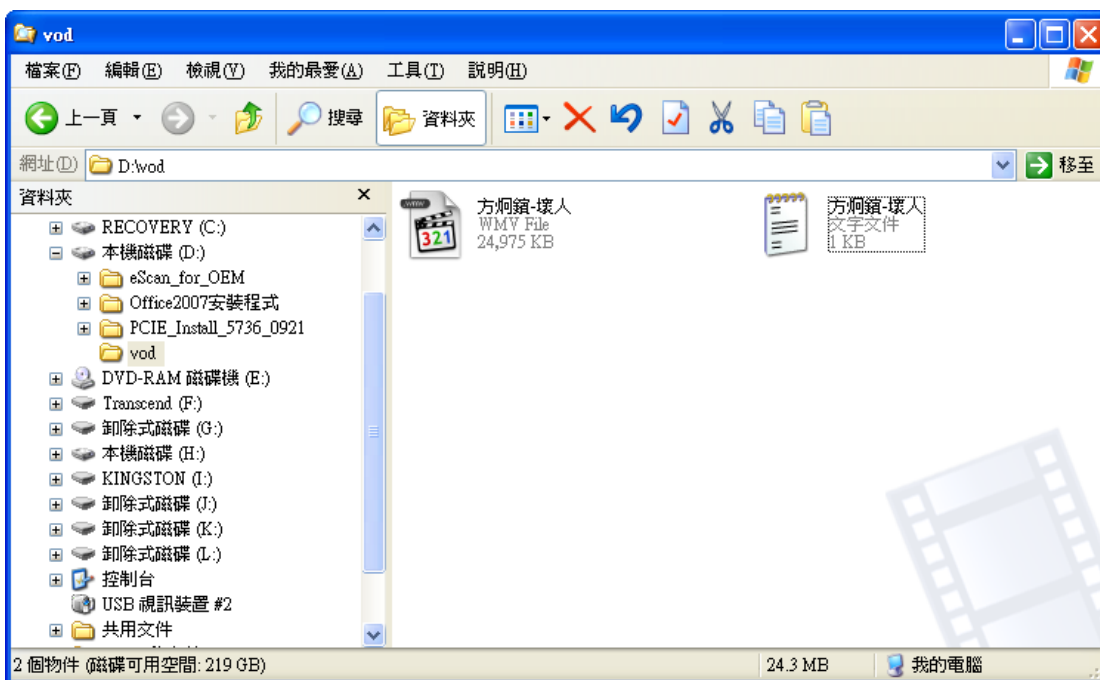 vod
檔案(F) 編輯(E) 檢視(V) 我的最愛(A) 工具(T) 說明(H)
上一頁 搜尋 資料夾
網址(D) D:\vod 移至
資料夾
RECOVERY (C:)
本機磁碟 (D:)
eScan_for_OEM
Office2007安裝程式
PCIE_Install_5736_0921
vod
DVD-RAM 磁碟機 (E:)
Transcend (F:)
卸除式磁碟 (G:)
本機磁碟 (H:)
KINGSTON (I:)
卸除式磁碟 (J:)
卸除式磁碟 (K:)
卸除式磁碟 (L:)
控制台
USB 視訊裝置 #2
共用文件
WMV
321
方炯鑌-壞人
WMV File
24,975 KB
方炯鑌-壞人
文字文件
1 KB
2 個物件 (磁碟可用空間: 219 GB) 24.3 MB 我的電腦